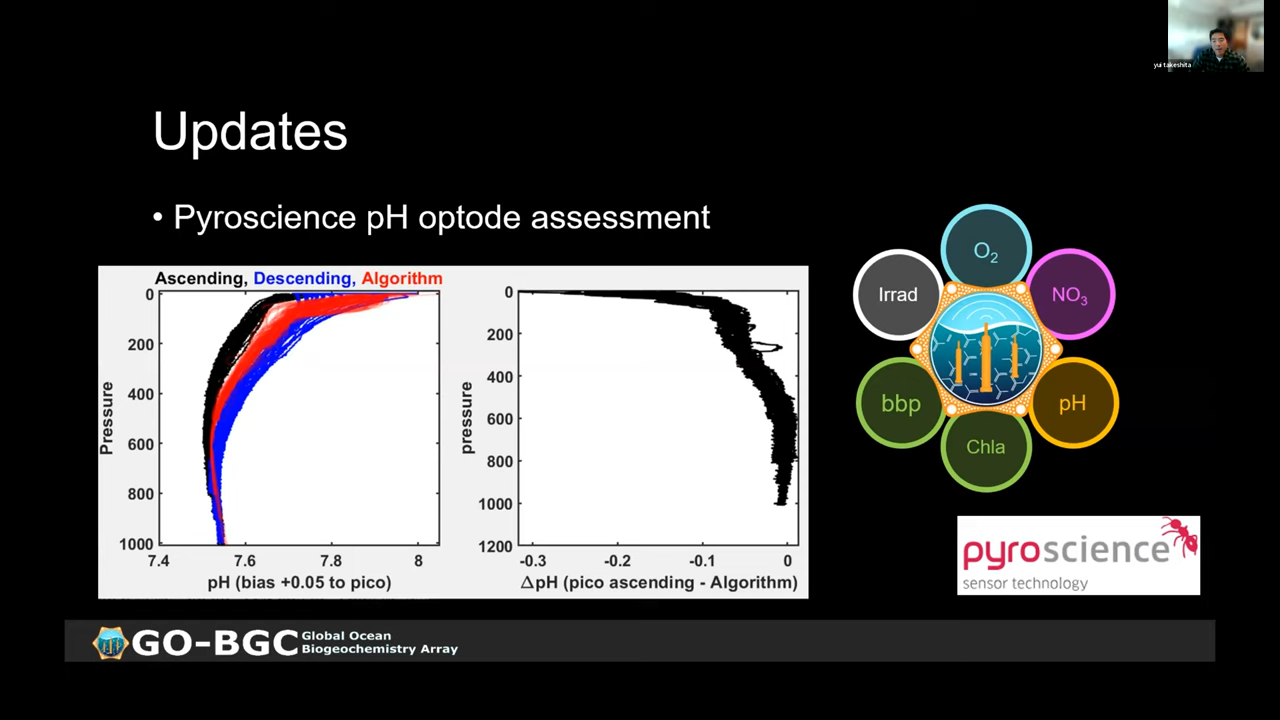 yui takeshita
Updates
• Pyroscience pH optode assessment
Ascending, Descending, Algorithm
0
200
400
600
800
1000
Pressure
7.4 7.6 7.8 8
pH (bias +0.05 to pico)
0
200
400
600
800
1000
1200
pressure
-0.3 -0.2 -0.1 0
△pH (pico ascending - Algorithm)
O2
Irrad
NO3
bbp
pH
Chla
pyroscience
sensor technology
GO-BGC
Global Ocean
Biogeochemistry Array